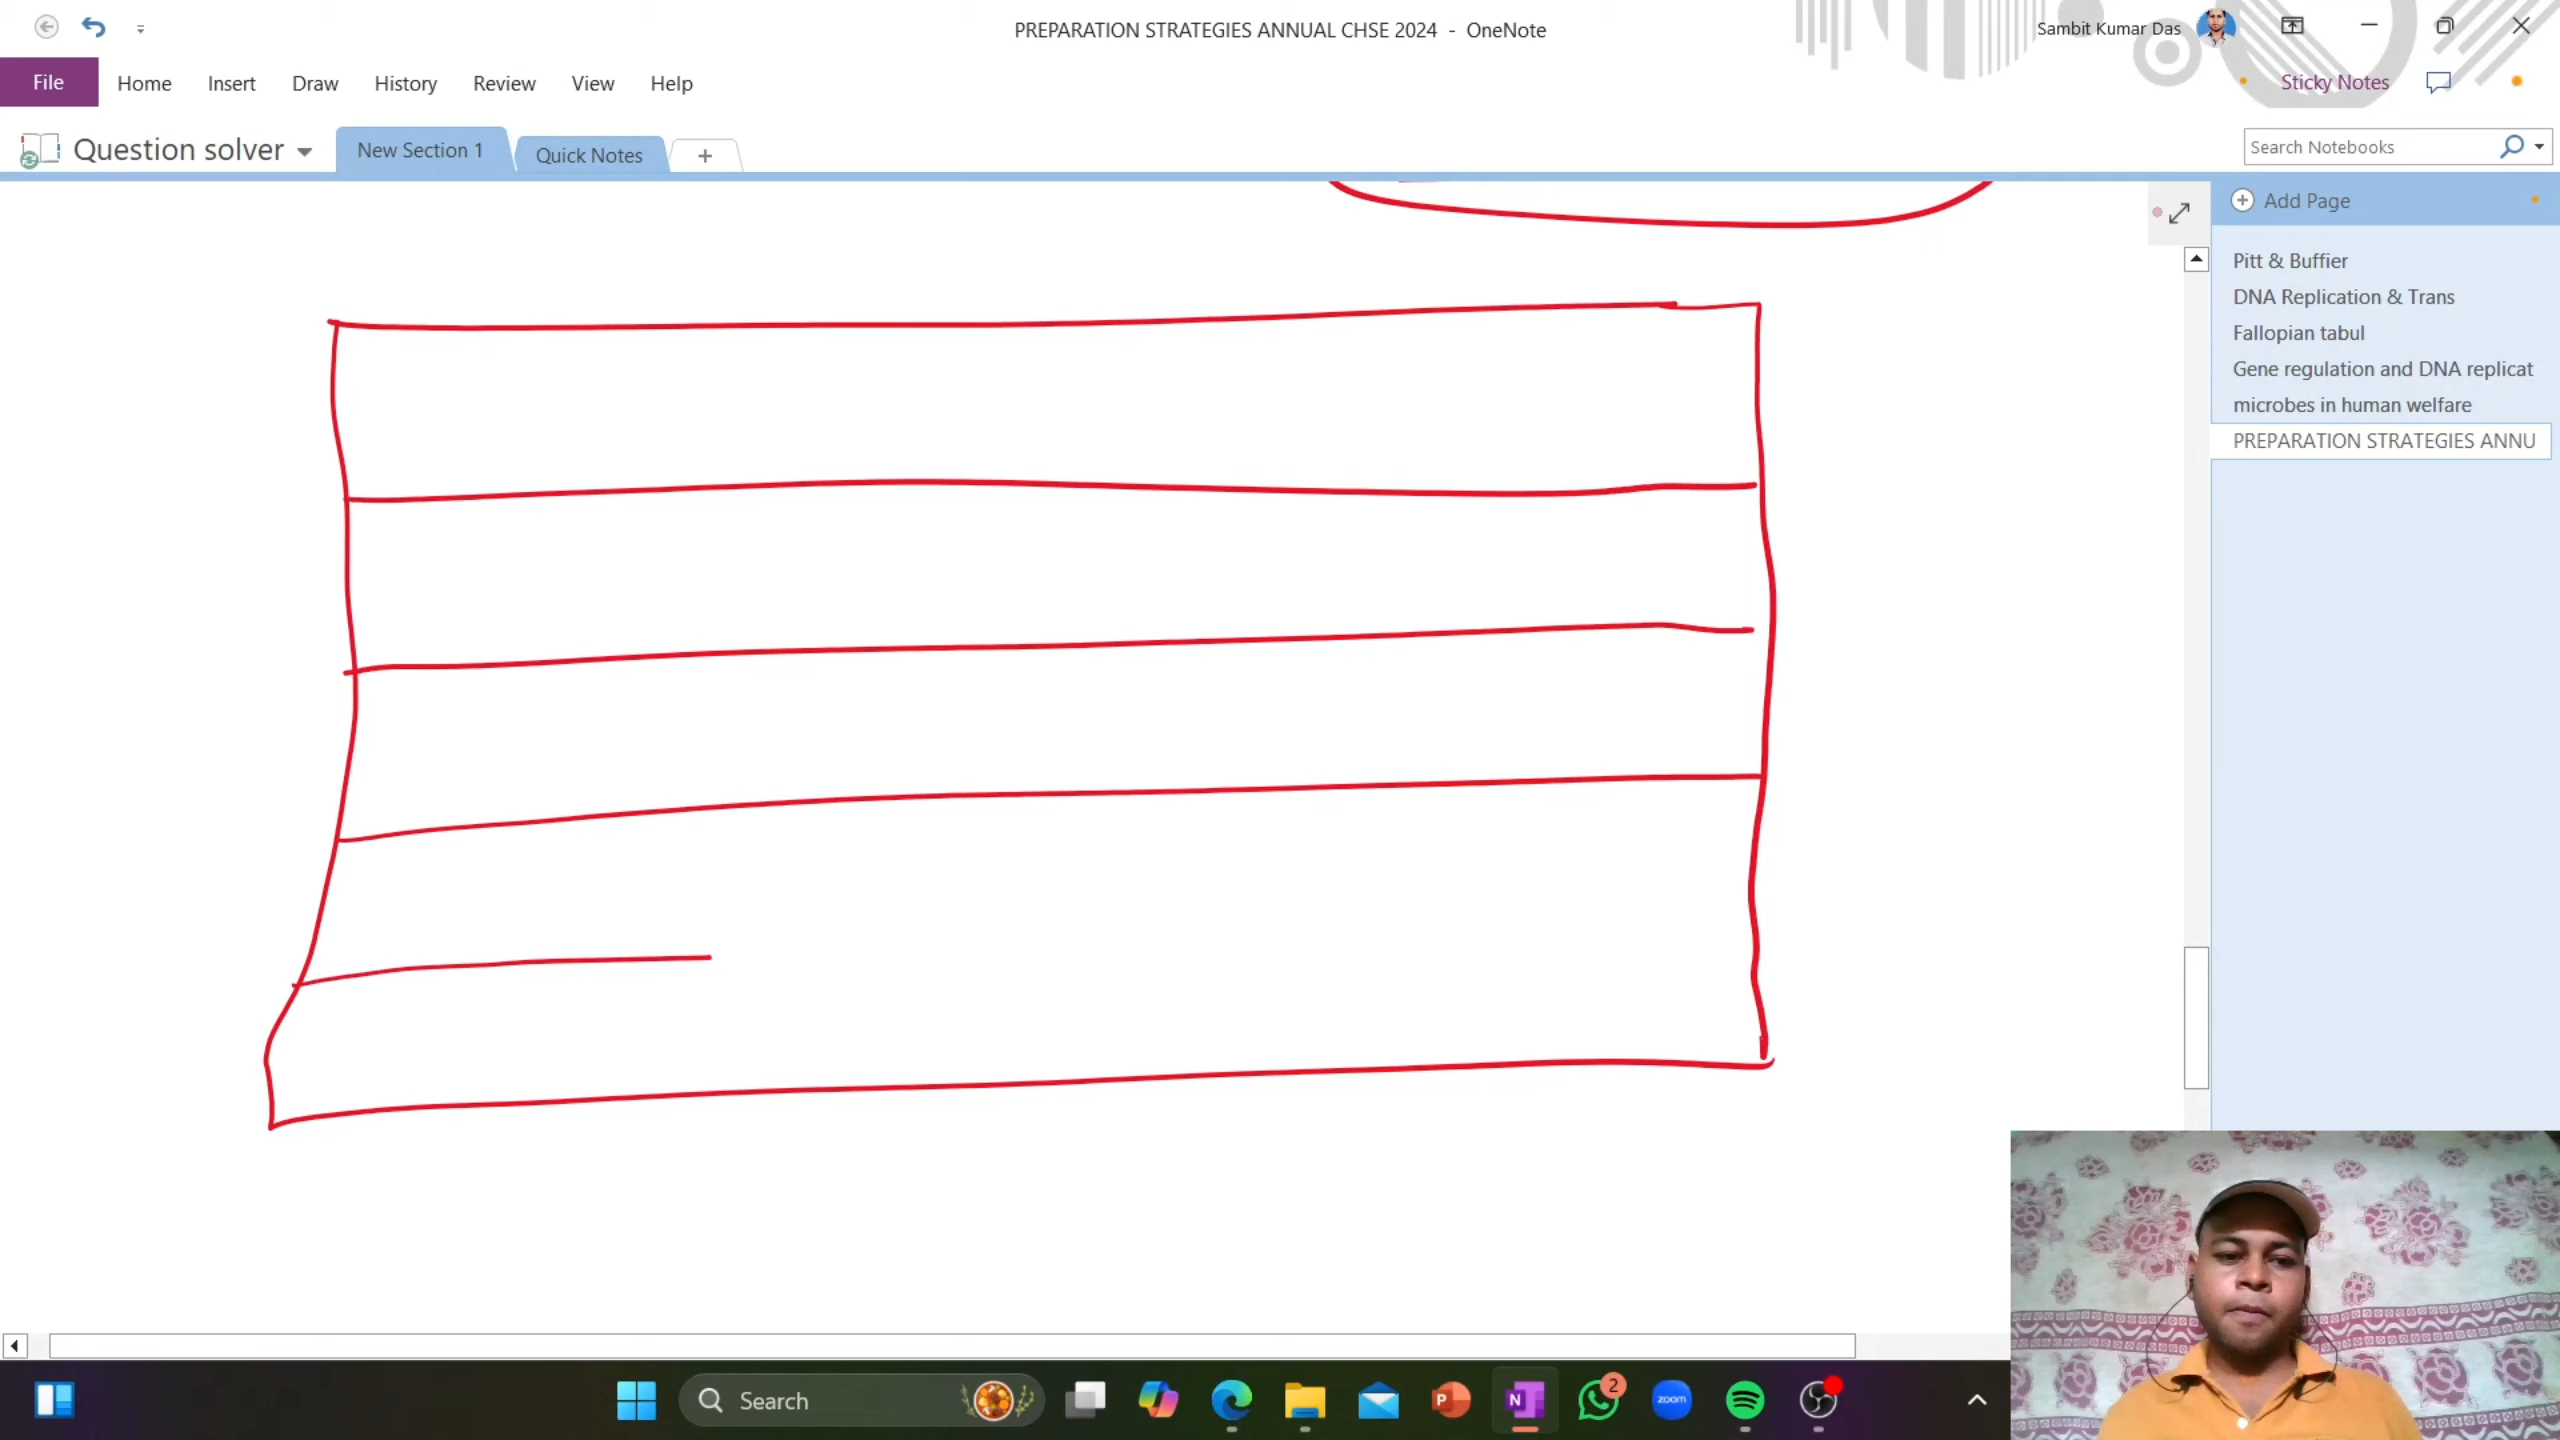 PREPARATION STRATEGIES ANNUAL CHSE 2024 - OneNote
Sambit Kumar Das
File
Home
Insert
Draw
History
Review
View
Help
Sticky Notes
Question solver
New Section 1
Quick Notes
Search Notebooks
Add Page
Pitt & Buffier
DNA Replication & Trans
Fallopian tabul
Gene regulation and DNA replicat
microbes in human welfare
PREPARATION STRATEGIES ANNU
Search
P
N
2
zoom